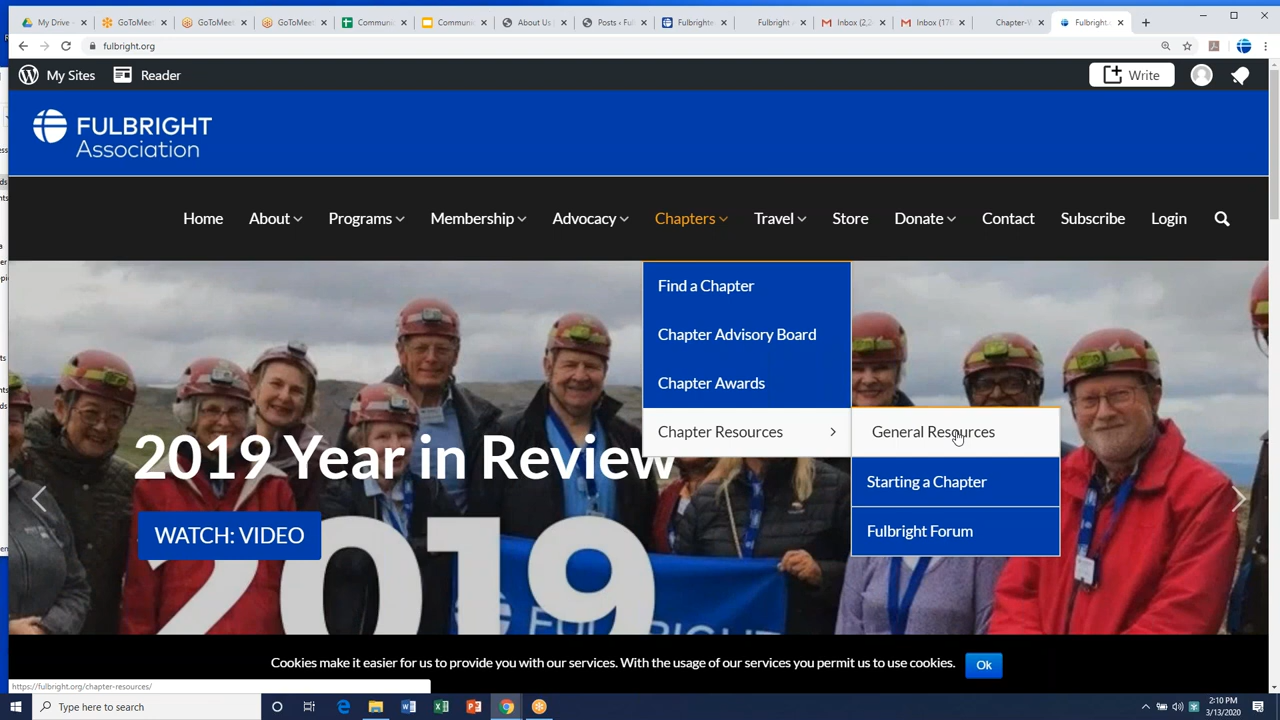 My Drive -
GoToMeet
GoToMeet
GoToMeet
Communi
Commun
About Us
Posts ‹ Ful
Fulbrighte
Fulbright
Inbox (2,2
Inbox (17
Chapter-
Fulbright
fulbright.org
My Sites
Reader
Write
FULBRIGHT
Association
Home
About
Programs
Membership
Advocacy
Chapters
Travel
Store
Donate
Contact
Subscribe
Login
Find a Chapter
Chapter Advisory Board
Chapter Awards
Chapter Resources
General Resources
Starting a Chapter
Fulbright Forum
2019 Year in Review
WATCH: VIDEO
2019
Cookies make it easier for us to provide you with our services. With the usage of our services you permit us to use cookies.
Ok
https://fulbright.org/chapter-resources/
Type here to search
2:10 PM
3/13/2020